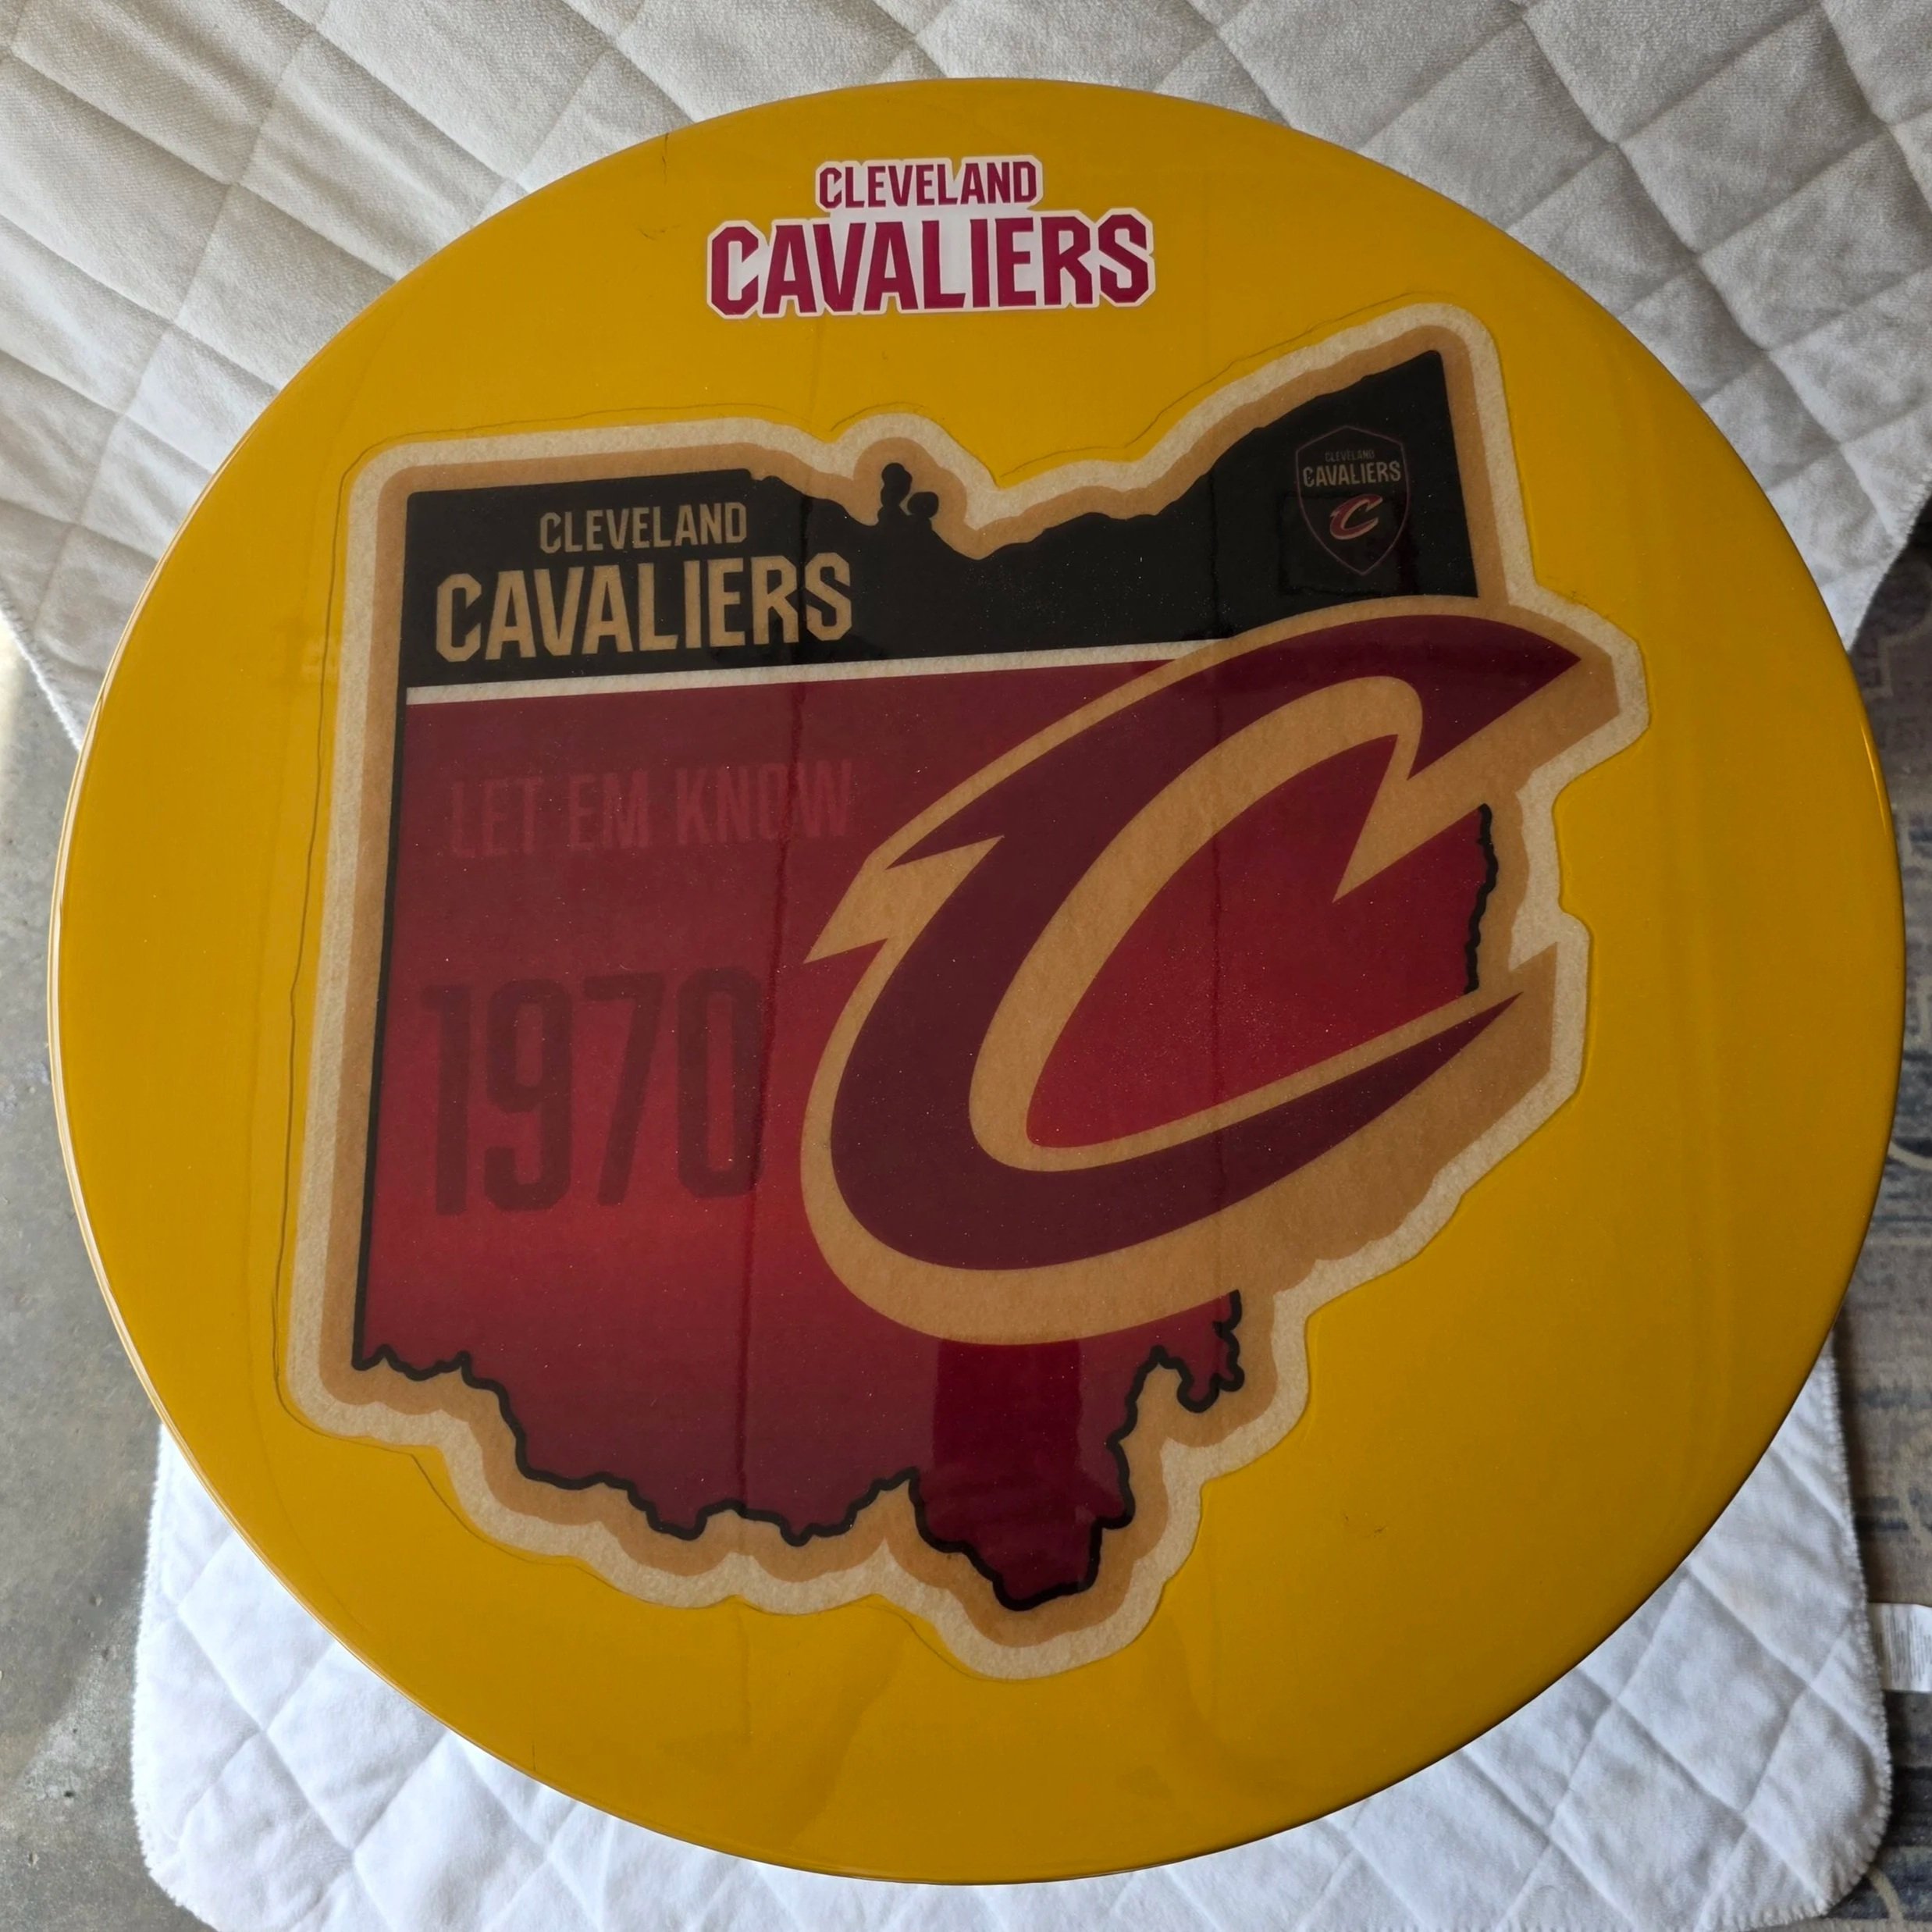 CLEVELAND
CAVALIERS
CLEVELAND
CAVALIERS
CLEVELAND
CAVALIERS
C
LET EM KNOW
1970
C